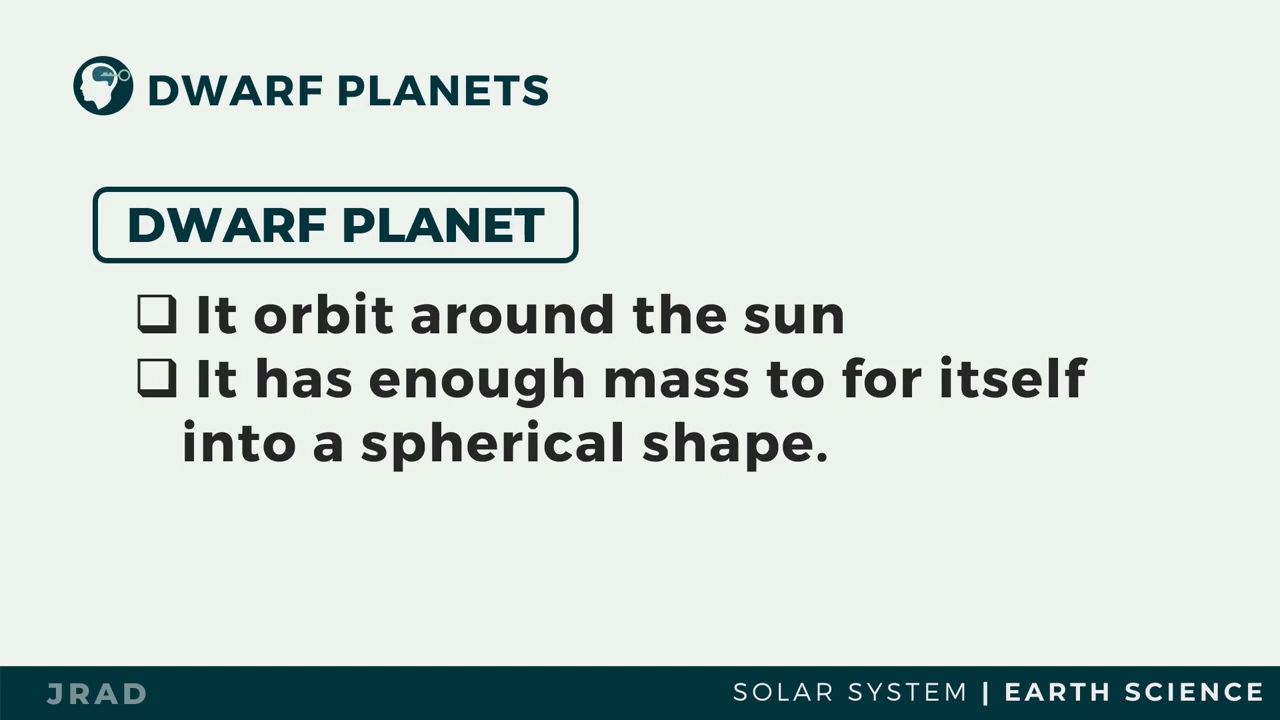 DWARF PLANETS
DWARF PLANET
❑ It orbit around the sun
❑ It has enough mass to for itself
into a spherical shape.
JRAD
SOLAR SYSTEM | EARTH SCIENCE